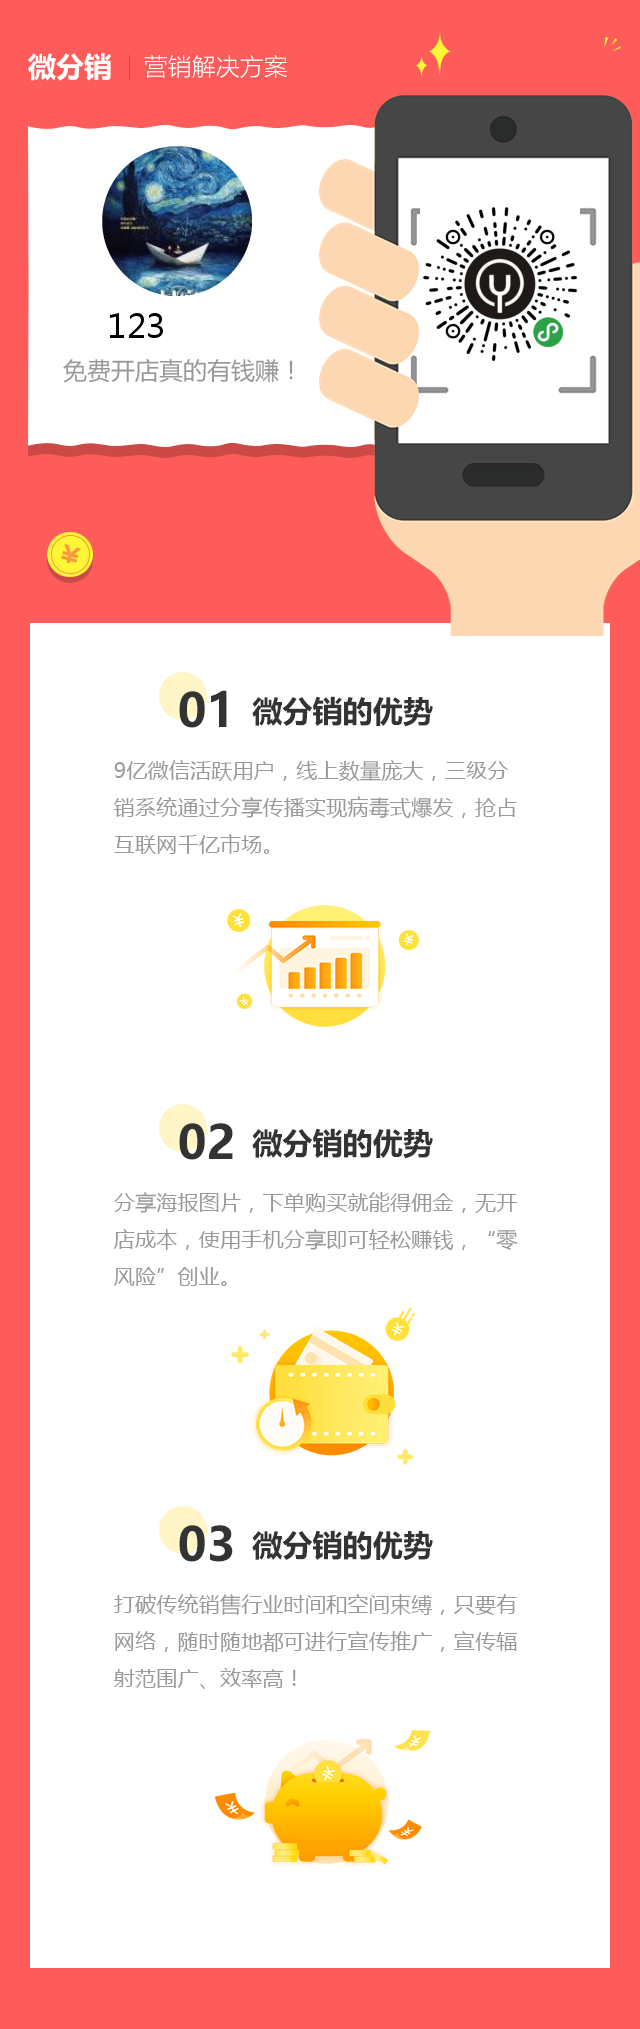 微分销
营销解决方案
123
免费开店真的有钱赚！
01 微分销的优势
9亿微信活跃用户，线上数量庞大，三级分
销系统通过分享传播实现病毒式爆发，抢占
互联网千亿市场。
02 微分销的优势
分享海报图片，下单购买就能得佣金，无开
店成本，使用手机分享即可轻松赚钱，“零
风险”创业。
03 微分销的优势
打破传统销售行业时间和空间束缚，只要有
网络，随时随地都可进行宣传推广，宣传辐
射范围广、效率高！